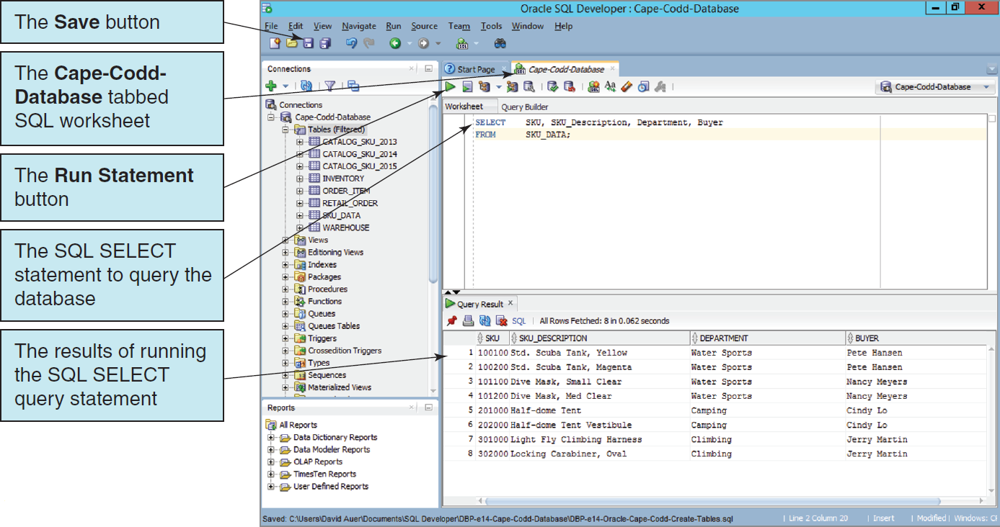 The Save button
The Cape-Codd-
Database tabbed
SQL worksheet
The Run Statement
button
The SQL SELECT
statement to query the
database
The results of running
the SQL SELECT
query statement
Oracle SQL Developer : Cape-Codd-Database
File Edit View Navigate Run Source Team Tools Window Help
Connections
Connections
Cape-Codd-Database
Tables (Filtered)
CATALOG_SKU_2013
CATALOG_SKU_2014
CATALOG_SKU_2015
INVENTORY
ORDER_ITEM
RETAIL_ORDER
SKU_DATA
WAREHOUSE
Views
Editioning Views
Indexes
Packages
Procedures
Functions
Queues
Queues Tables
Triggers
Crossedition Triggers
Types
Sequences
Materialized Views
Reports
All Reports
Data Dictionary Reports
Data Modeler Reports
OLAP Reports
TimesTen Reports
User Defined Reports
Start Page Cape-Codd-Database
Cape-Codd-Database
Worksheet Query Builder
SELECT SKU, SKU_Description, Department, Buyer
FROM SKU_DATA;
Query Result
SQL All Rows Fetched: 8 in 0.062 seconds
SKU SKU_DESCRIPTION DEPARTMENT BUYER
1 100100 Std. Scuba Tank, Yellow Water Sports Pete Hansen
2 100200 Std. Scuba Tank, Magenta Water Sports Pete Hansen
3 101100 Dive Mask, Small Clear Water Sports Nancy Meyers
4 101200 Dive Mask, Med Clear Water Sports Nancy Meyers
5 201000 Half-dome Tent Camping Cindy Lo
6 202000 Half-dome Tent Vestibule Camping Cindy Lo
7 301000 Light Fly Climbing Harness Climbing Jerry Martin
8 302000 Locking Carabiner, Oval Climbing Jerry Martin
Saved: C:\Users\David Auer\Documents\SQL Developer\DBP-e14-Cape-Codd-Database\DBP-e14-Oracle-Cape-Codd-Create-Tables.sql
Line 2 Column 20 Insert Modified Windows: